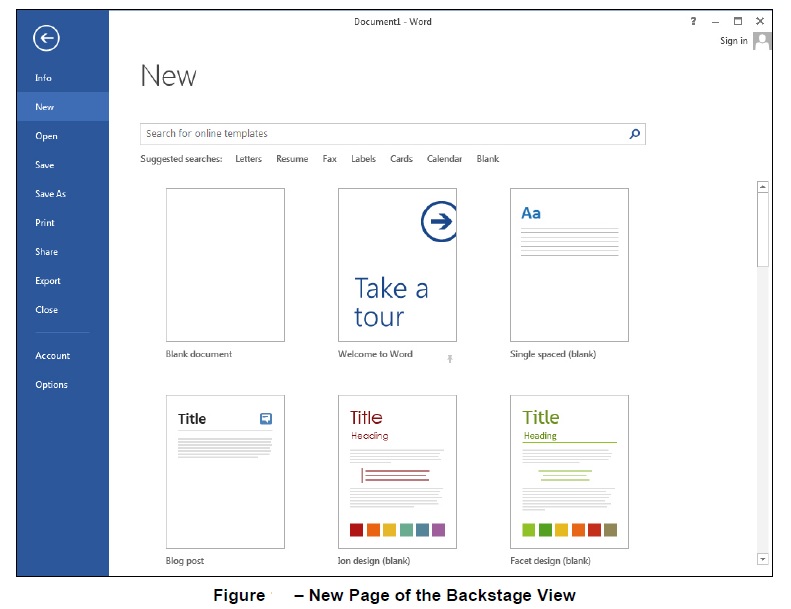 Document1 - Word
?
Sign in
Info
New
Open
Save
Save As
Print
Share
Export
Close
Account
Options
New
Search for online templates
Suggested searches: Letters Resume Fax Labels Cards Calendar Blank
Take a
tour
Aa
Blank document Welcome to Word Single spaced (blank)
Title
Title
Heading
Title
Heading
Blog post Ion design (blank) Facet design (blank)
Figure – New Page of the Backstage View